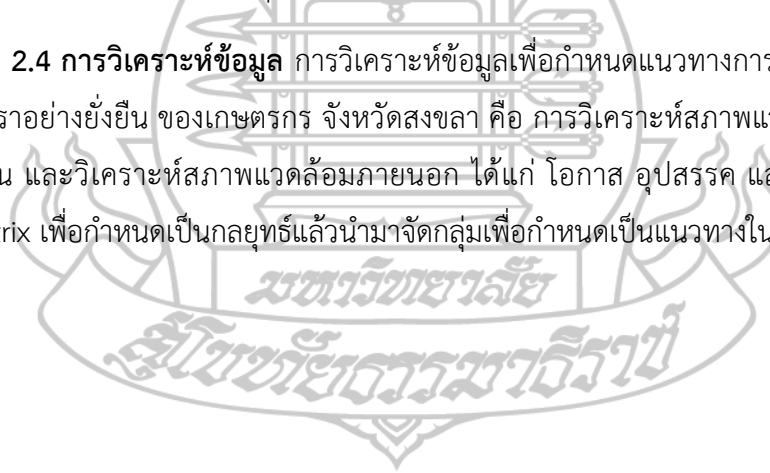 2.4 การวิเคราะห์ข้อมูล การวิเคราะห์ข้อมูลเพื่อกำหนดแนวทางการ
ราอย่างยั่งยืน ของเกษตรกร จังหวัดสงขลา คือ การวิเคราะห์สภาพแ
น และวิเคราะห์สภาพแวดล้อมภายนอก ได้แก่ โอกาส อุปสรรค แล
trix เพื่อกำหนดเป็นกลยุทธ์แล้วนำมาจัดกลุ่มเพื่อกำหนดเป็นแนวทางใน
มหาวิทยาลัย
สุโขทัยธรรมาธิราช